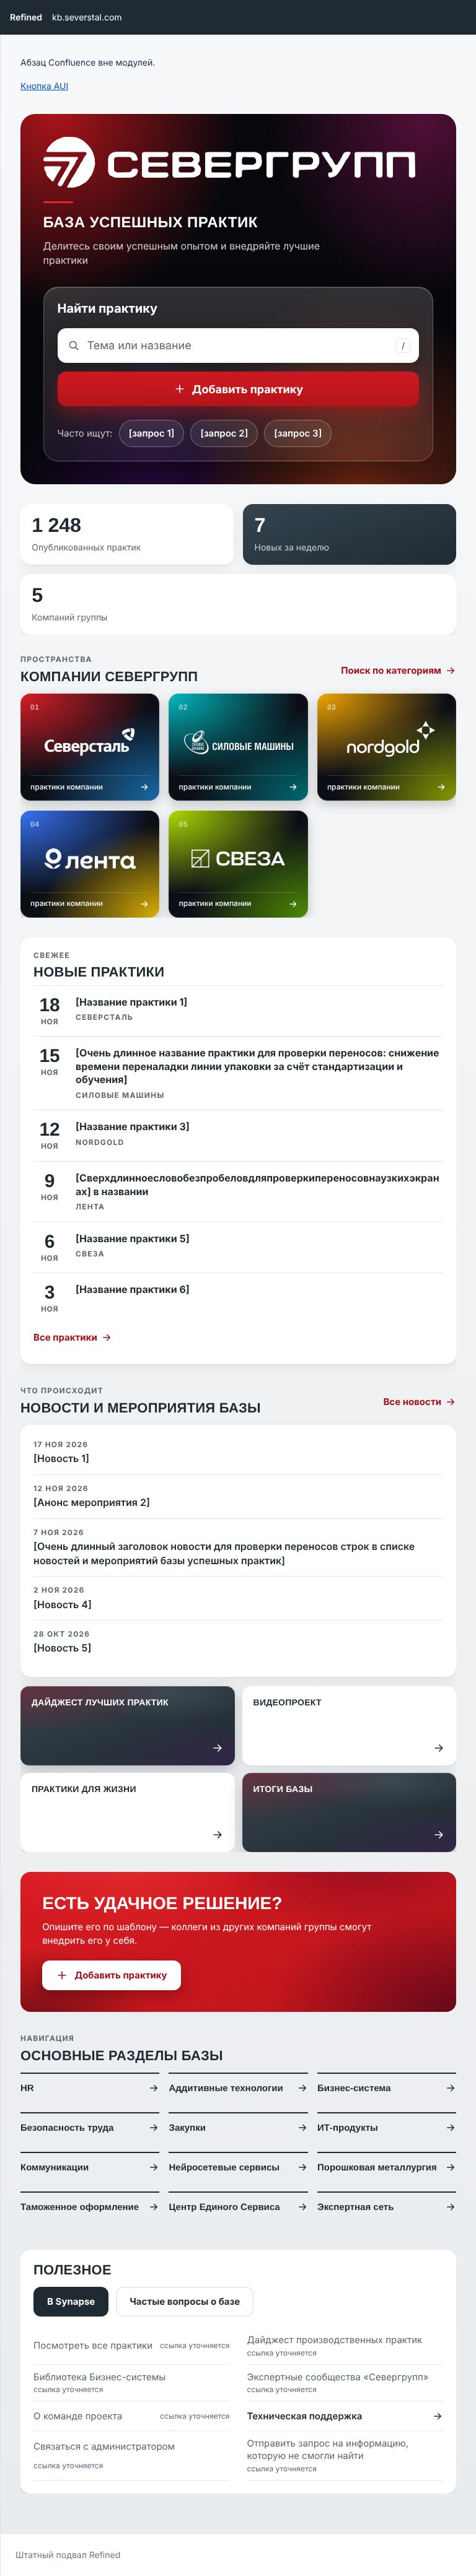 Refined kb.severstal.com
Абзац Confluence вне модулей.
Кнопка AUI
СЕВЕРГРУПП
БАЗА УСПЕШНЫХ ПРАКТИК
Делитесь своим успешным опытом и внедряйте лучшие
практики
Найти практику
Тема или название /
+ Добавить практику
Часто ищут: [запрос 1] [запрос 2] [запрос 3]
1 248
Опубликованных практик
7
Новых за неделю
5
Компаний группы
ПРОСТРАНСТВА
КОМПАНИИ СЕВЕРГРУПП
Поиск по категориям →
01
Северсталь
практики компании →
02
СИЛОВЫЕ МАШИНЫ
практики компании →
03
nordgold
практики компании →
04
лента
практики компании →
05
СВЕЗА
практики компании →
СВЕЖЕЕ
НОВЫЕ ПРАКТИКИ
18
НОЯ
[Название практики 1]
СЕВЕРСТАЛЬ
15
НОЯ
[Очень длинное название практики для проверки переносов: снижение
времени переналадки линии упаковки за счёт стандартизации и
обучения]
СИЛОВЫЕ МАШИНЫ
12
НОЯ
[Название практики 3]
NORDGOLD
9
НОЯ
[Сверхдлинноесловобезпробеловдляпроверкипереносовнаузкихэкран
ах] в названии
ЛЕНТА
6
НОЯ
[Название практики 5]
СВЕЗА
3
НОЯ
[Название практики 6]
Все практики →
ЧТО ПРОИСХОДИТ
НОВОСТИ И МЕРОПРИЯТИЯ БАЗЫ
Все новости →
17 НОЯ 2026
[Новость 1]
12 НОЯ 2026
[Анонс мероприятия 2]
7 НОЯ 2026
[Очень длинный заголовок новости для проверки переносов строк в списке
новостей и мероприятий базы успешных практик]
2 НОЯ 2026
[Новость 4]
28 ОКТ 2026
[Новость 5]
ДАЙДЖЕСТ ЛУЧШИХ ПРАКТИК
→
ВИДЕОПРОЕКТ
→
ПРАКТИКИ ДЛЯ ЖИЗНИ
→
ИТОГИ БАЗЫ
→
ЕСТЬ УДАЧНОЕ РЕШЕНИЕ?
Опишите его по шаблону — коллеги из других компаний группы смогут
внедрить его у себя.
+ Добавить практику
НАВИГАЦИЯ
ОСНОВНЫЕ РАЗДЕЛЫ БАЗЫ
HR → Аддитивные технологии → Бизнес-система →
Безопасность труда → Закупки → ИТ-продукты →
Коммуникации → Нейросетевые сервисы → Порошковая металлургия →
Таможенное оформление → Центр Единого Сервиса → Экспертная сеть →
ПОЛЕЗНОЕ
В Synapse Частые вопросы о базе
Посмотреть все практики ссылка уточняется
Дайджест производственных практик
ссылка уточняется
Библиотека Бизнес-системы
ссылка уточняется
Экспертные сообщества «Севергрупп»
ссылка уточняется
О команде проекта ссылка уточняется
Техническая поддержка →
Связаться с администратором
ссылка уточняется
Отправить запрос на информацию,
которую не смогли найти
ссылка уточняется
Штатный подвал Refined